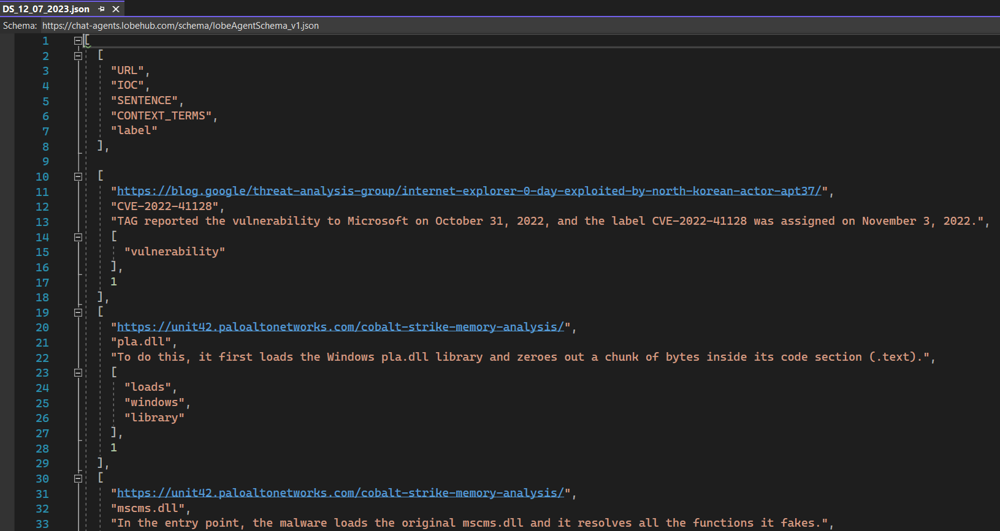 DS_12_07_2023.json
Schema: https://chat-agents.lobehub.com/schema/lobeAgentSchema_v1.json
1 [
2 [
3 "URL",
4 "IOC",
5 "SENTENCE",
6 "CONTEXT_TERMS",
7 "label"
8 ],
9
10 [
11 "https://blog.google/threat-analysis-group/internet-explorer-0-day-exploited-by-north-korean-actor-apt37/",
12 "CVE-2022-41128",
13 "TAG reported the vulnerability to Microsoft on October 31, 2022, and the label CVE-2022-41128 was assigned on November 3, 2022.",
14 [
15 "vulnerability"
16 ],
17 1
18 ],
19 [
20 "https://unit42.paloaltonetworks.com/cobalt-strike-memory-analysis/",
21 "pla.dll",
22 "To do this, it first loads the Windows pla.dll library and zeroes out a chunk of bytes inside its code section (.text).",
23 [
24 "loads",
25 "windows",
26 "library"
27 ],
28 1
29 ],
30 [
31 "https://unit42.paloaltonetworks.com/cobalt-strike-memory-analysis/",
32 "mscms.dll",
33 "In the entry point, the malware loads the original mscms.dll and it resolves all the functions it fakes.",